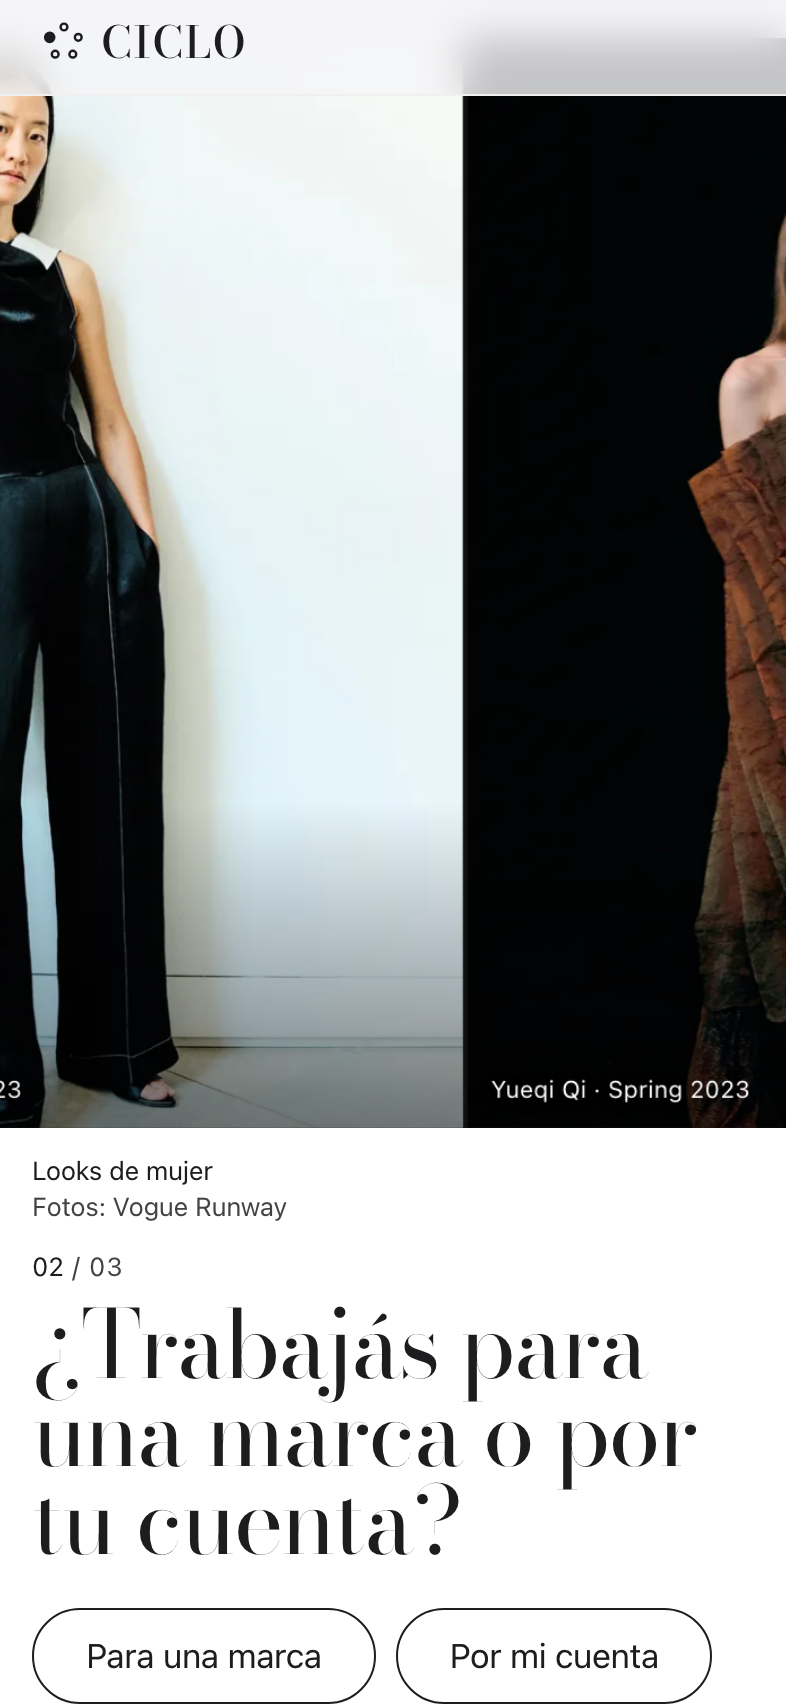 CICLO
23
Yueqi Qi · Spring 2023
Looks de mujer
Fotos: Vogue Runway
02 / 03
¿Trabajás para
una marca o por
tu cuenta?
Para una marca
Por mi cuenta